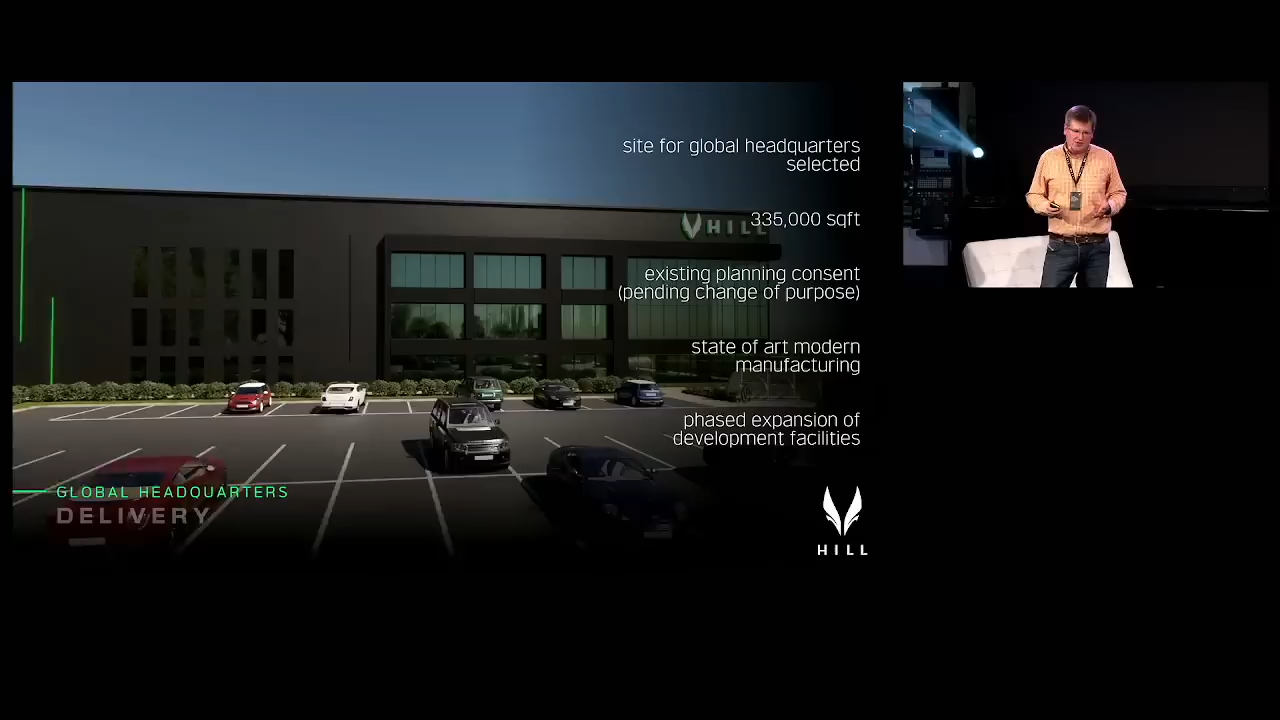 site for global headquarters
selected
HILL
335,000 sqft
existing planning consent
(pending change of purpose)
state of art modern
manufacturing
phased expansion of
development facilities
GLOBAL HEADQUARTERS
DELIVERY
HILL